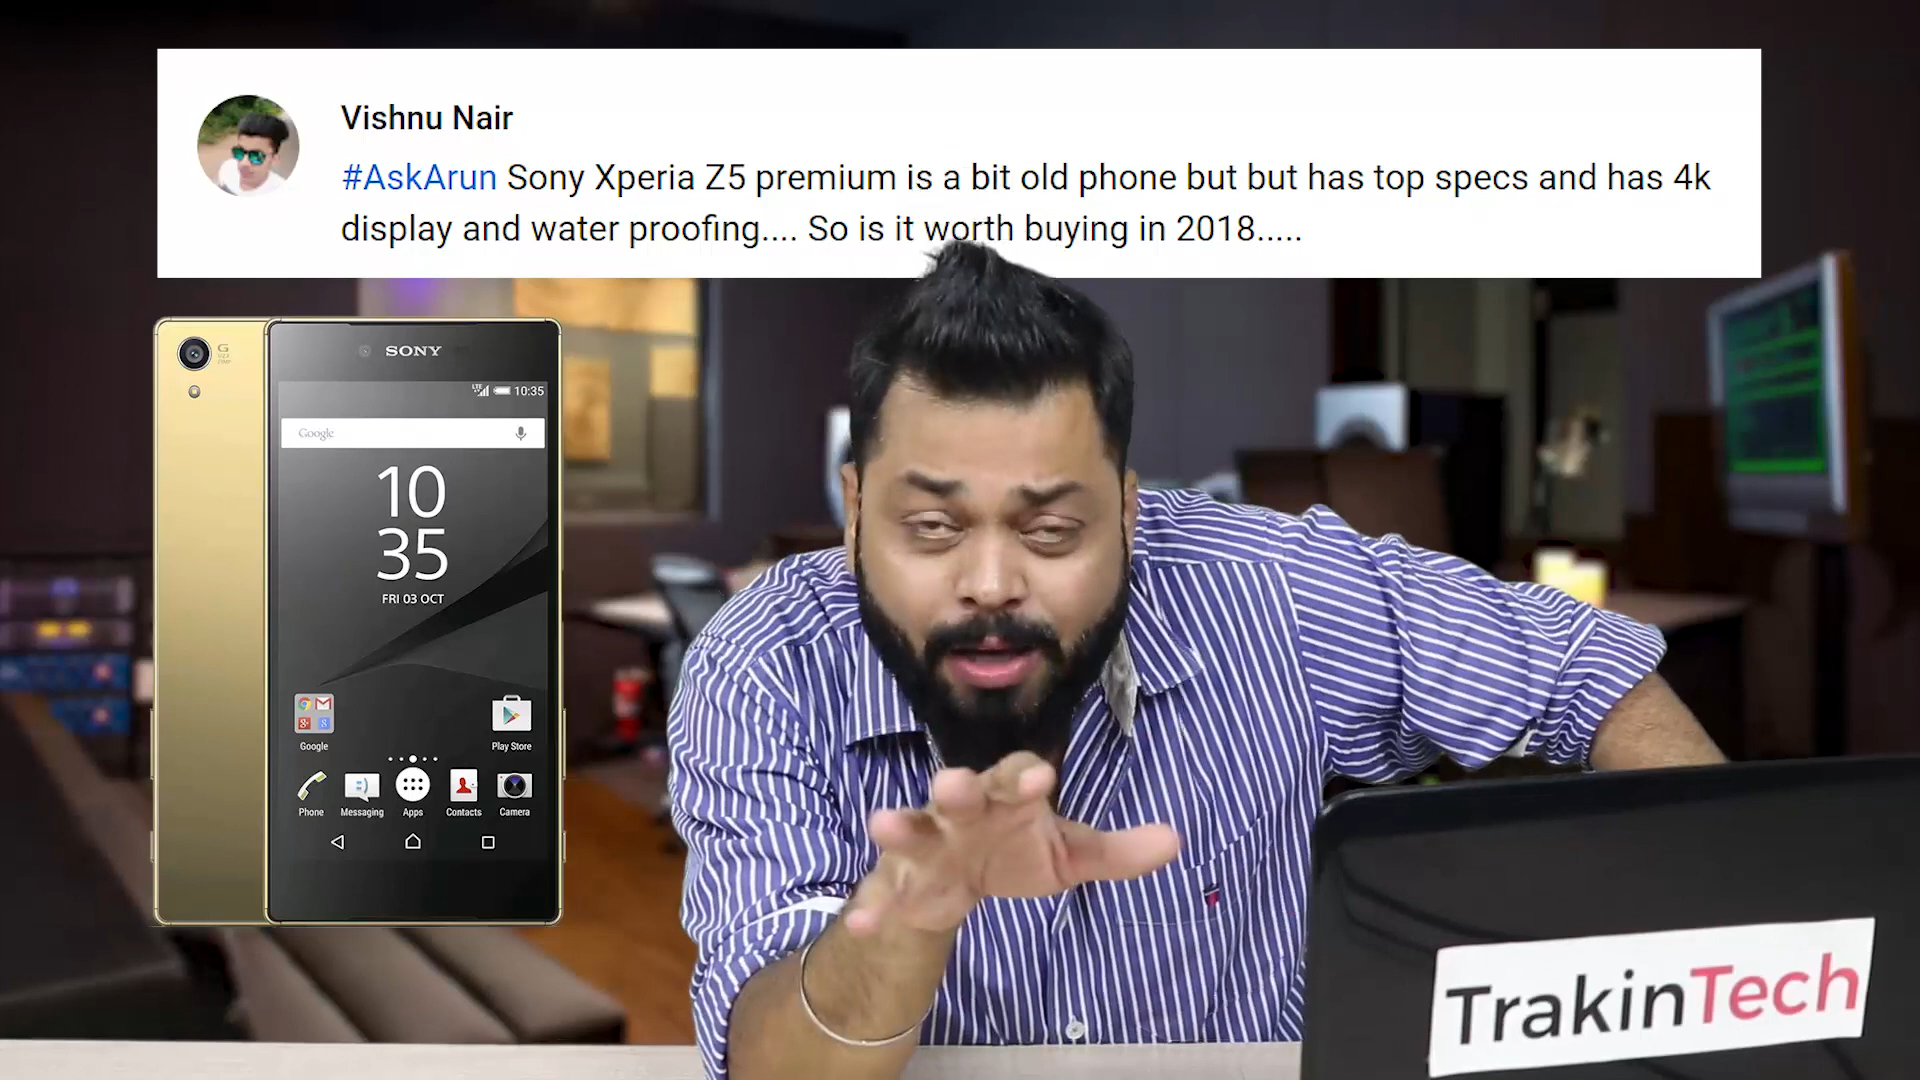 Vishnu Nair
#AskArun Sony Xperia Z5 premium is a bit old phone but but has top specs and has 4k
display and water proofing.... So is it worth buying in 2018.....
G
SONY
LTE
10:35
Google
10
35
FRI 03 OCT
Google
Play Store
Phone Messaging Apps Contacts Camera
TrakinTech